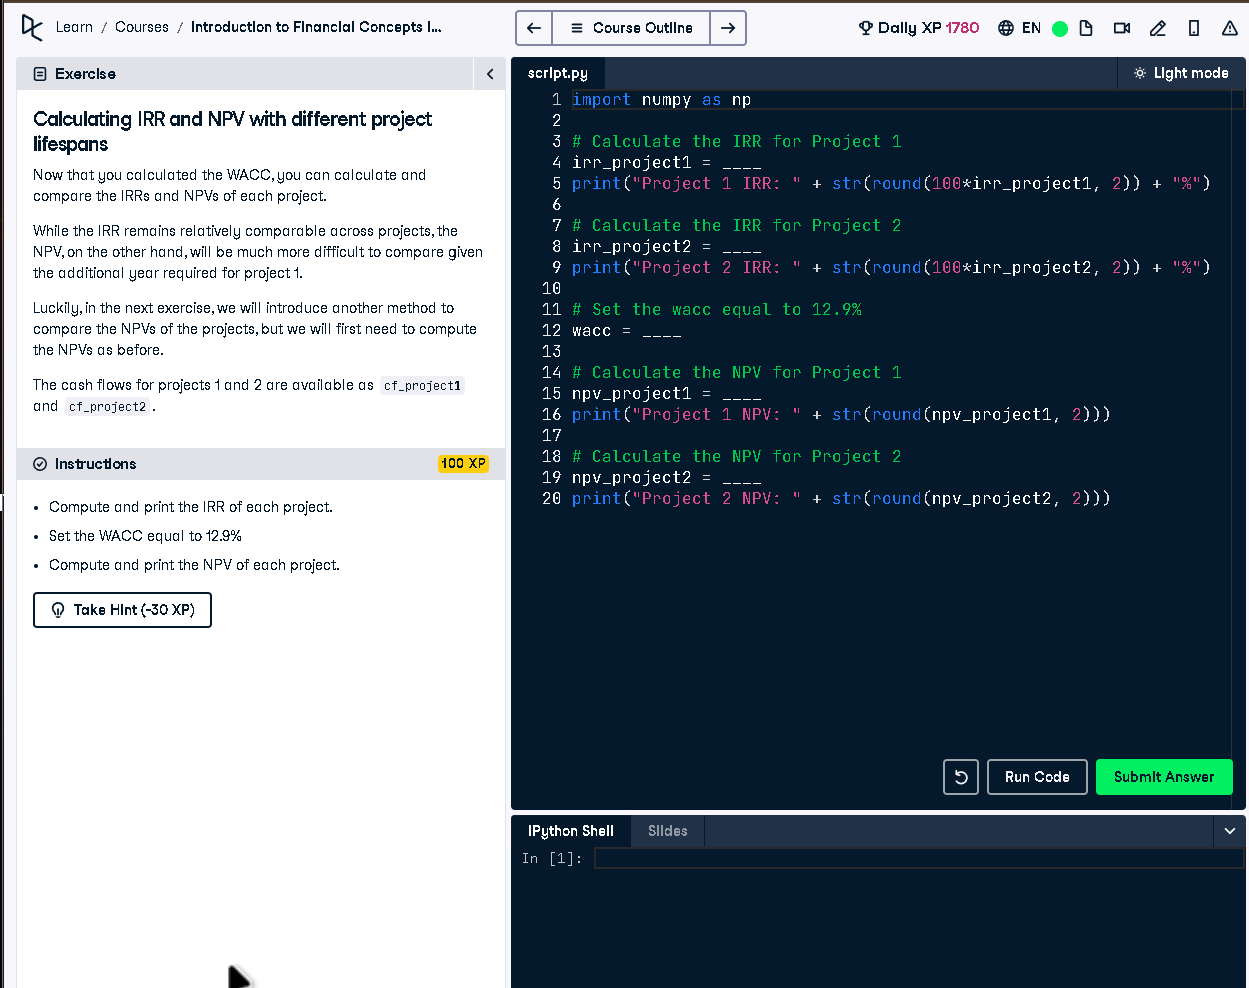 Learn / Courses / Introduction to Financial Concepts I...
Course Outline
Daily XP 1780
EN
Exercise
Calculating IRR and NPV with different project
lifespans
Now that you calculated the WACC, you can calculate and
compare the IRRs and NPVs of each project.
While the IRR remains relatively comparable across projects, the
NPV, on the other hand, will be much more difficult to compare given
the additional year required for project 1.
Luckily, in the next exercise, we will introduce another method to
compare the NPVs of the projects, but we will first need to compute
the NPVs as before.
The cash flows for projects 1 and 2 are available as cf_project1
and cf_project2 .
Instructions
100 XP
• Compute and print the IRR of each project.
• Set the WACC equal to 12.9%
• Compute and print the NPV of each project.
Take Hint (-30 XP)
script.py
Light mode
1 import numpy as np
2
3 # Calculate the IRR for Project 1
4 irr_project1 = ____
5 print("Project 1 IRR: " + str(round(100*irr_project1, 2)) + "%")
6
7 # Calculate the IRR for Project 2
8 irr_project2 = ____
9 print("Project 2 IRR: " + str(round(100*irr_project2, 2)) + "%")
10
11 # Set the wacc equal to 12.9%
12 wacc = ____
13
14 # Calculate the NPV for Project 1
15 npv_project1 = ____
16 print("Project 1 NPV: " + str(round(npv_project1, 2)))
17
18 # Calculate the NPV for Project 2
19 npv_project2 = ____
20 print("Project 2 NPV: " + str(round(npv_project2, 2)))
Run Code
Submit Answer
IPython Shell
Slides
In [1]: